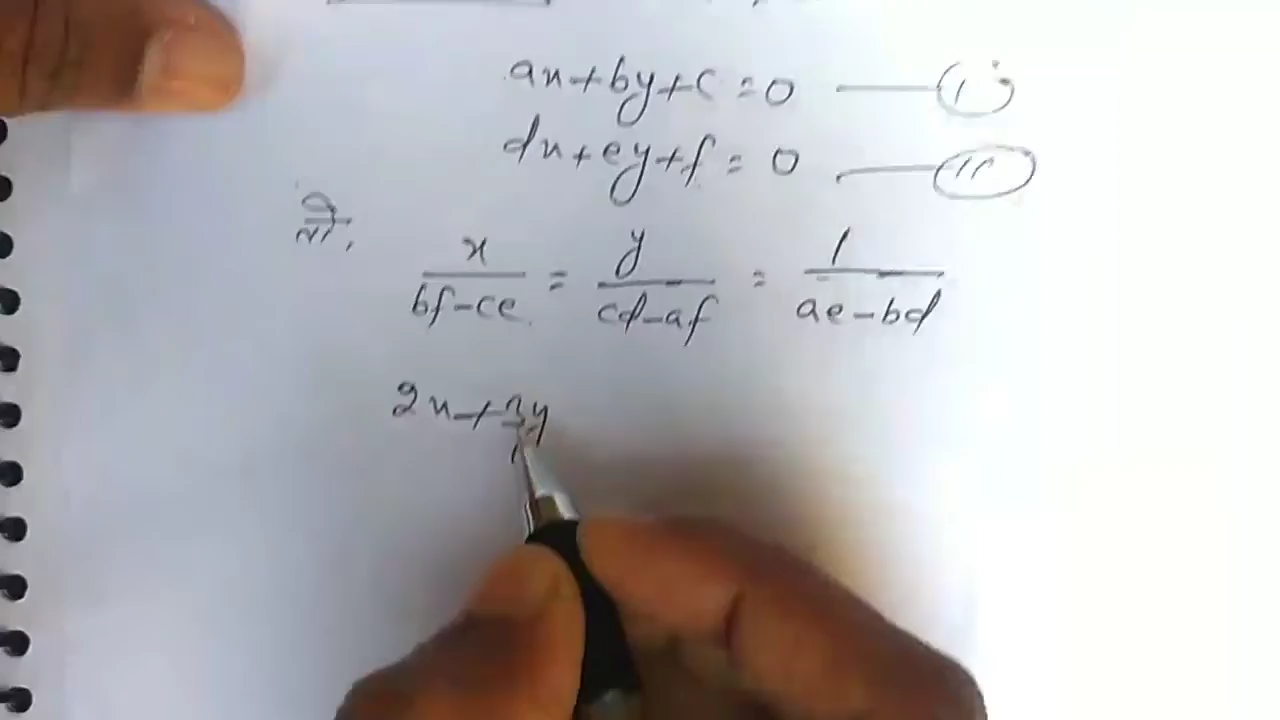 ax+by+c=0 —(i)
dx+ey+f=0 —(ii)
तो,
x/(bf-ce) = y/(cd-af) = 1/(ae-bd)
2x+3y